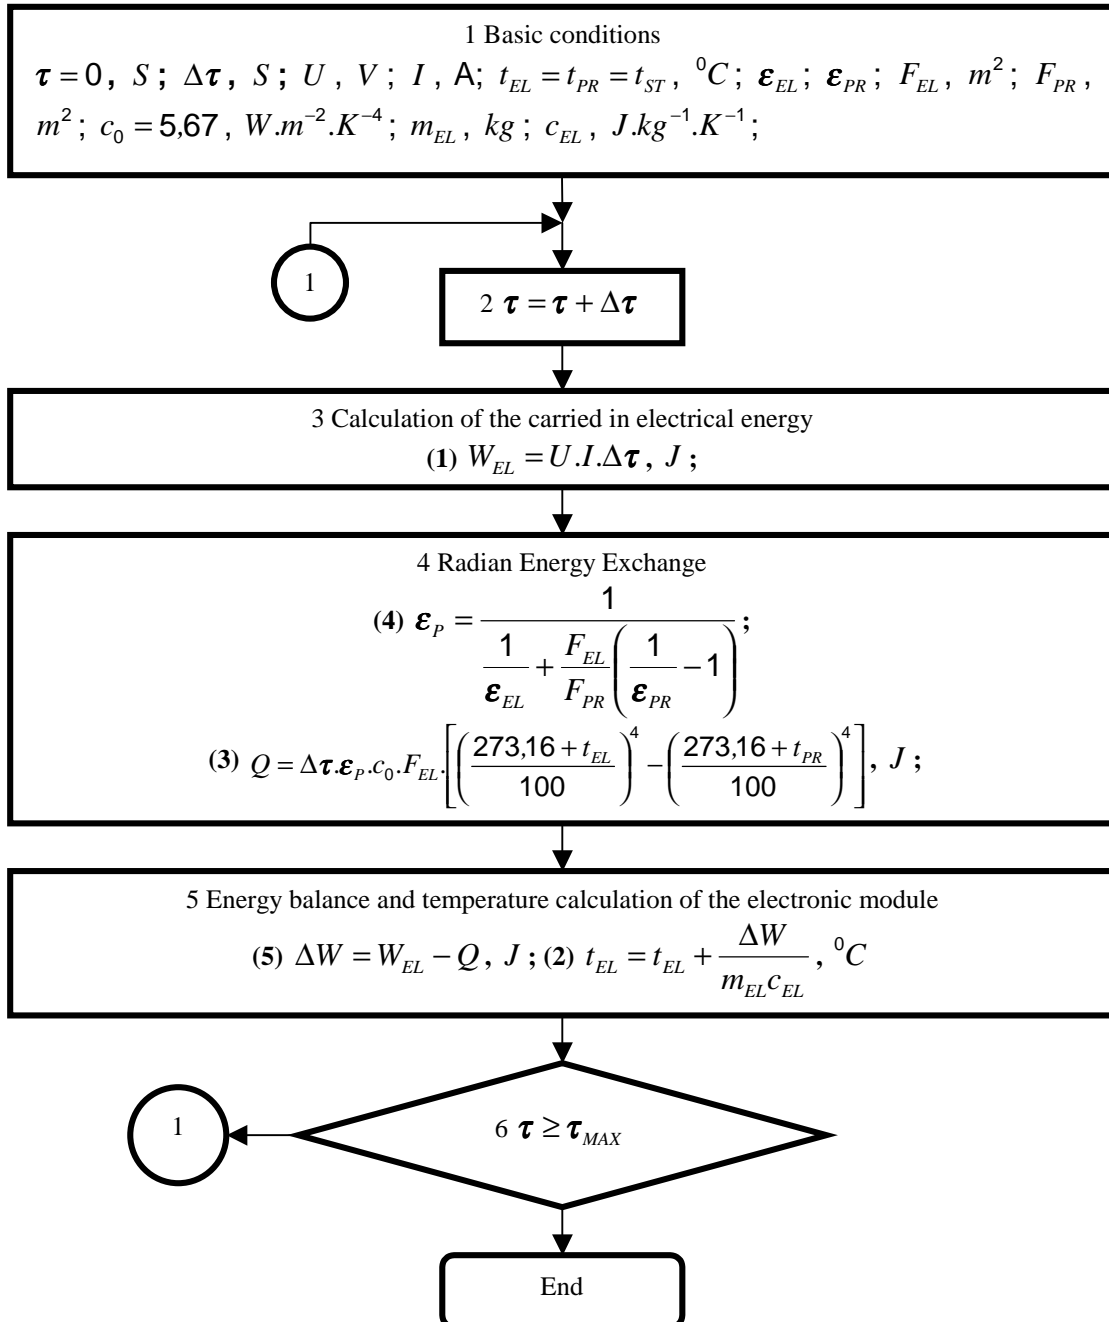 1 Basic conditions
τ = 0, S; Δτ, S; U, V; I, A; t_EL = t_PR = t_ST, ⁰C; ε_EL; ε_PR; F_EL, m²; F_PR,
m²; c₀ = 5,67, W.m⁻².K⁻⁴; m_EL, kg; c_EL, J.kg⁻¹.K⁻¹;
1
2 τ = τ + Δτ
3 Calculation of the carried in electrical energy
(1) W_EL = U.I.Δτ, J;
4 Radian Energy Exchange
(4) ε_P = 1 / (1/ε_EL + F_EL/F_PR (1/ε_PR − 1));
(3) Q = Δτ.ε_P.c₀.F_EL.[((273,16 + t_EL)/100)⁴ − ((273,16 + t_PR)/100)⁴], J;
5 Energy balance and temperature calculation of the electronic module
(5) ΔW = W_EL − Q, J; (2) t_EL = t_EL + ΔW/(m_EL c_EL), ⁰C
1
6 τ ≥ τ_MAX
End